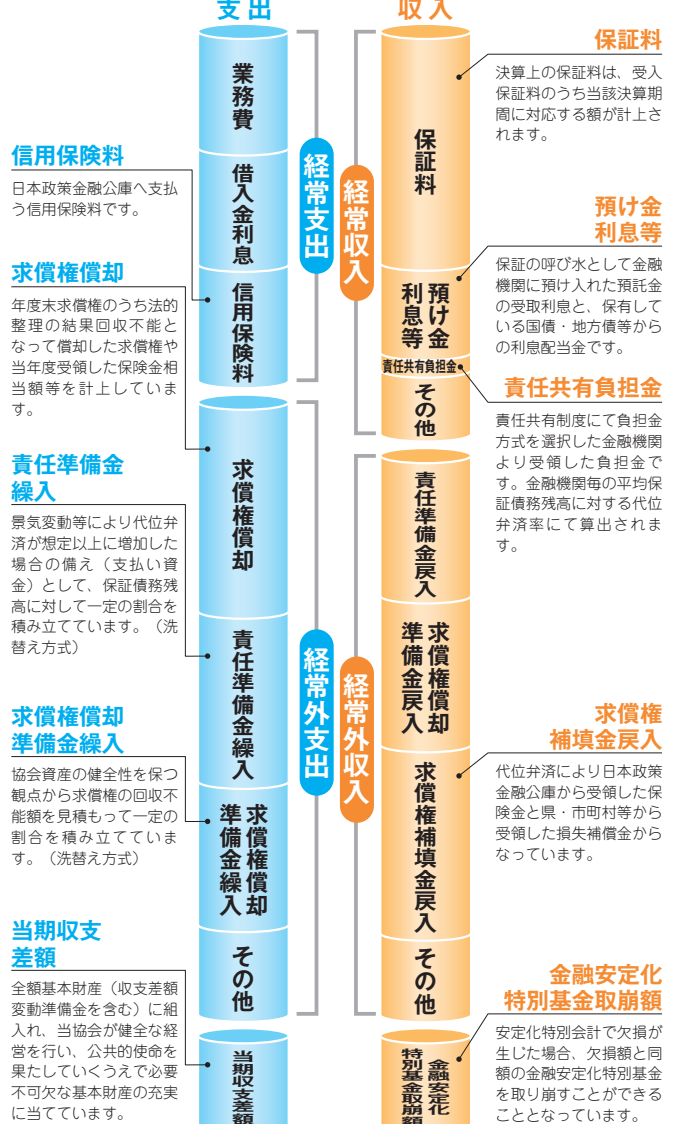 支出
収入
業務費
借入金利息
信用保険料
経常支出
求償権償却
責任準備金繰入
求償権償却
準備金繰入
その他
経常外支出
当期収支差額
保証料
預け金
利息等
責任共有負担金
その他
経常収入
責任準備金戻入
求償権償却
準備金戻入
求償権補填金戻入
その他
経常外収入
金融安定化
特別基金取崩額
信用保険料
日本政策金融公庫へ支払
う信用保険料です。
求償権償却
年度末求償権のうち法的
整理の結果回収不能と
なって償却した求償権や
当年度受領した保険金相
当額等を計上していま
す。
責任準備金
繰入
景気変動等により代位弁
済が想定以上に増加した
場合の備え（支払い資
金）として、保証債務残
高に対して一定の割合を
積み立てています。（洗
替え方式）
求償権償却
準備金繰入
協会資産の健全性を保つ
観点から求償権の回収不
能額を見積もって一定の
割合を積み立てていま
す。（洗替え方式）
当期収支
差額
全額基本財産（収支差額
変動準備金を含む）に組
入れ、当協会が健全な経
営を行い、公共的使命を
果たしていくうえで必要
不可欠な基本財産の充実
に当てています。
保証料
決算上の保証料は、受入
保証料のうち当該決算期
間に対応する額が計上さ
れます。
預け金
利息等
保証の呼び水として金融
機関に預け入れた預託金
の受取利息と、保有して
いる国債・地方債等から
の利息配当金です。
責任共有負担金
責任共有制度にて負担金
方式を選択した金融機関
より受領した負担金で
す。金融機関毎の平均保
証債務残高に対する代位
弁済率にて算出されま
す。
求償権
補填金戻入
代位弁済により日本政策
金融公庫から受領した保
険金と県・市町村等から
受領した損失補償金から
なっています。
金融安定化
特別基金取崩額
安定化特別会計で欠損が
生じた場合、欠損額と同
額の金融安定化特別基金
を取り崩すことができる
こととなっています。